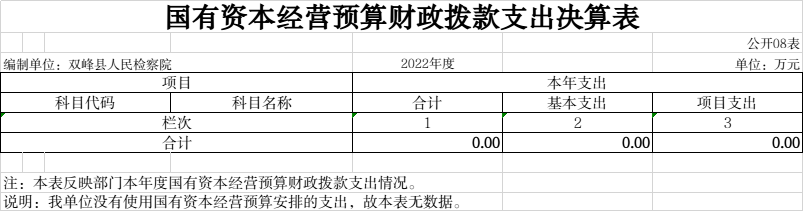 国有资本经营预算财政拨款支出决算表
公开08表
编制单位：双峰县人民检察院 2022年度 单位：万元
项目 本年支出
科目代码 科目名称 合计 基本支出 项目支出
栏次 1 2 3
合计 0.00 0.00 0.00
注：本表反映部门本年度国有资本经营预算财政拨款支出情况。
说明：我单位没有使用国有资本经营预算安排的支出，故本表无数据。